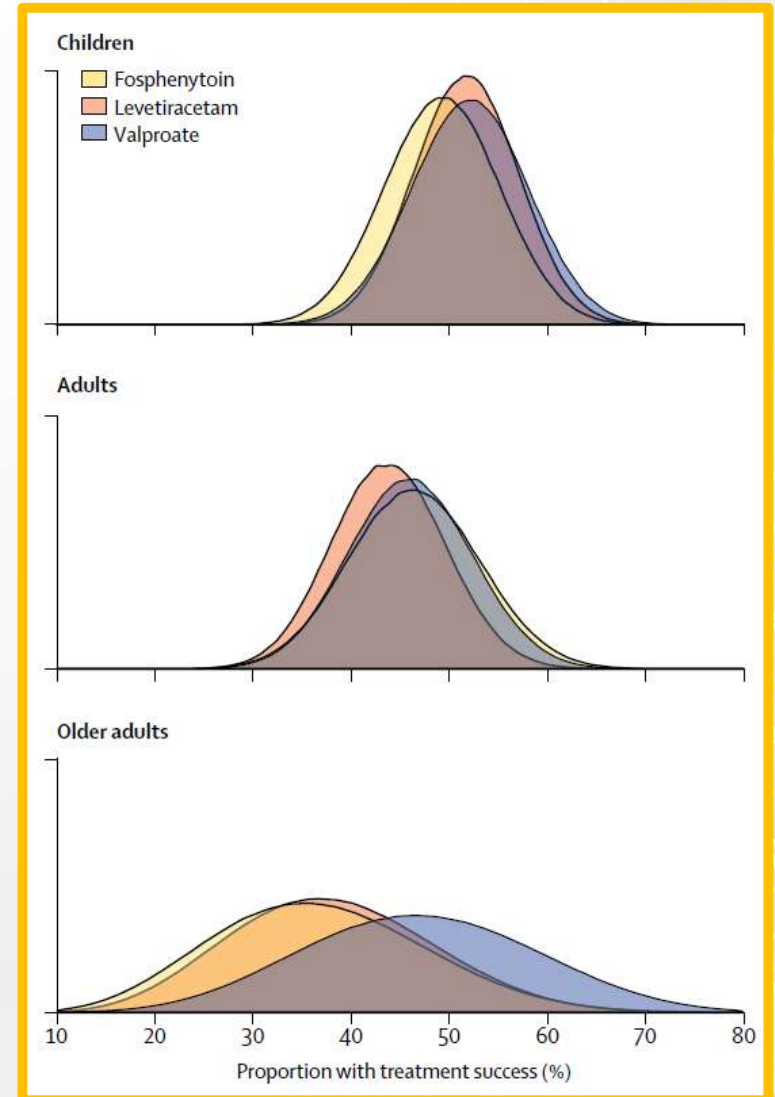 Children
Fosphenytoin
Levetiracetam
Valproate
Adults
Older adults
10 20 30 40 50 60 70 80
Proportion with treatment success (%)